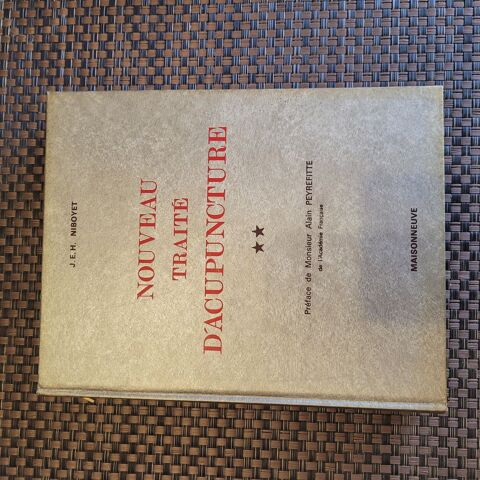 J.E.H. NIBOYET
NOUVEAU
TRAITÉ
D'ACUPUNCTURE
★★
Préface de Monsieur Alain PEYREFITTE
de l'Académie Française
MAISONNEUVE